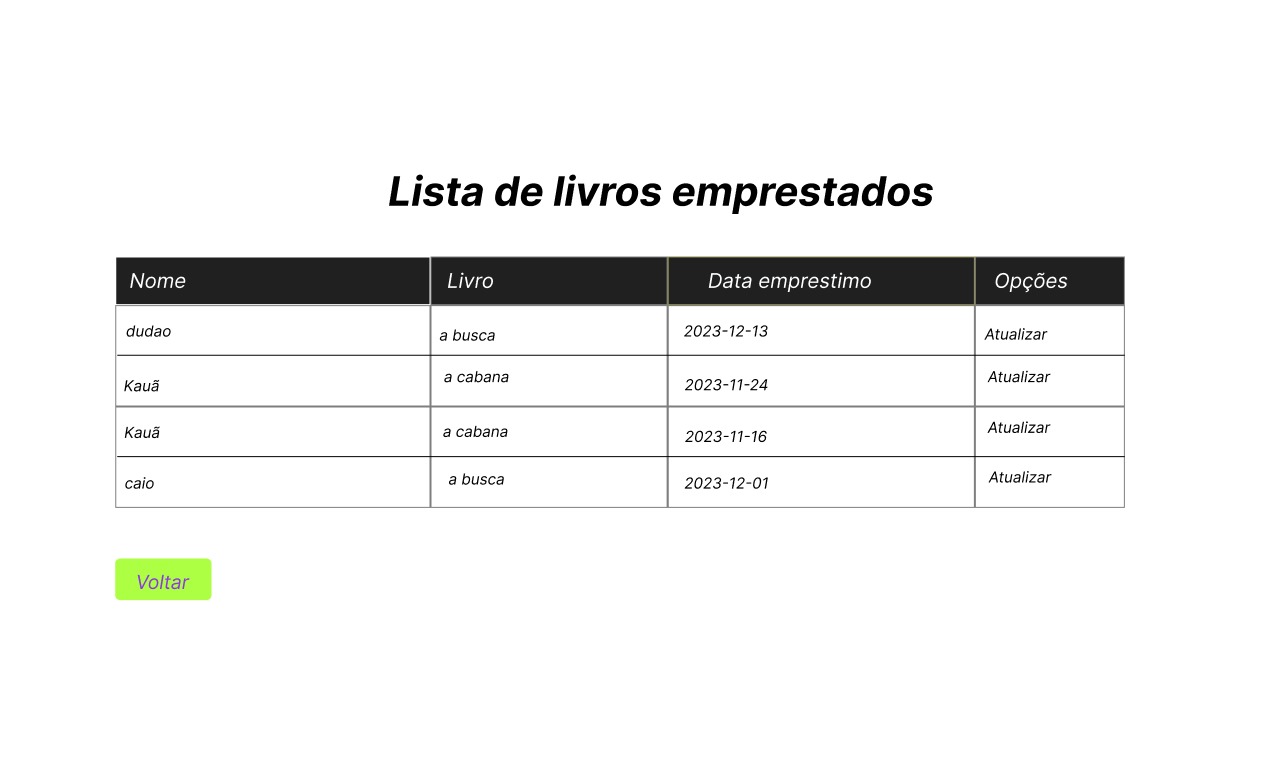 Lista de livros emprestados
Nome Livro Data emprestimo Opções
dudao a busca 2023-12-13 Atualizar
Kauã a cabana 2023-11-24 Atualizar
Kauã a cabana 2023-11-16 Atualizar
caio a busca 2023-12-01 Atualizar
Voltar